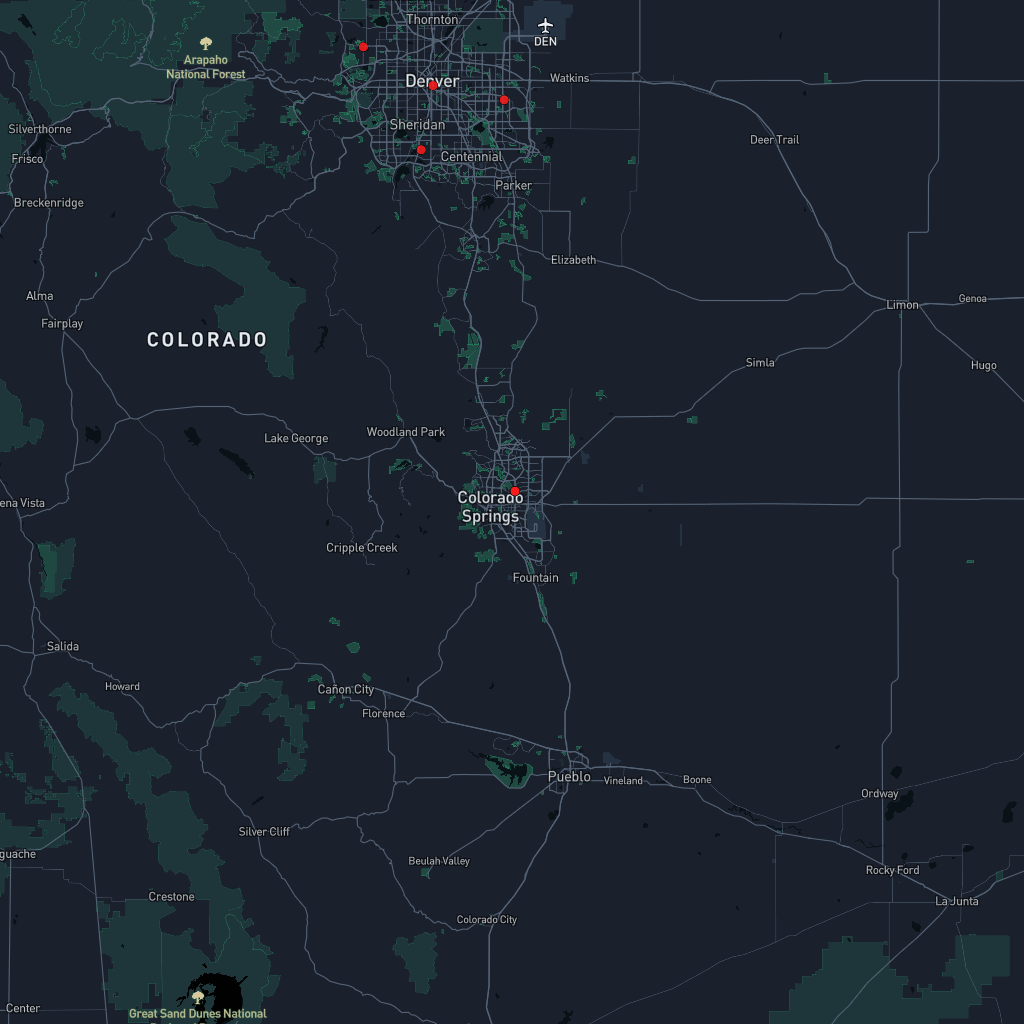 Thornton
DEN
Arapaho
National Forest
Denver
Watkins
Sheridan
Silverthorne
Deer Trail
Frisco
Centennial
Parker
Breckenridge
Elizabeth
Alma
Genoa
Limon
Fairplay
COLORADO
Simla
Hugo
Woodland Park
Lake George
Colorado
Springs
ena Vista
Cripple Creek
Fountain
Salida
Howard
Cañon City
Florence
Pueblo
Vineland
Boone
Ordway
Silver Cliff
guache
Beulah Valley
Rocky Ford
Crestone
La Junta
Colorado City
Center
Great Sand Dunes National